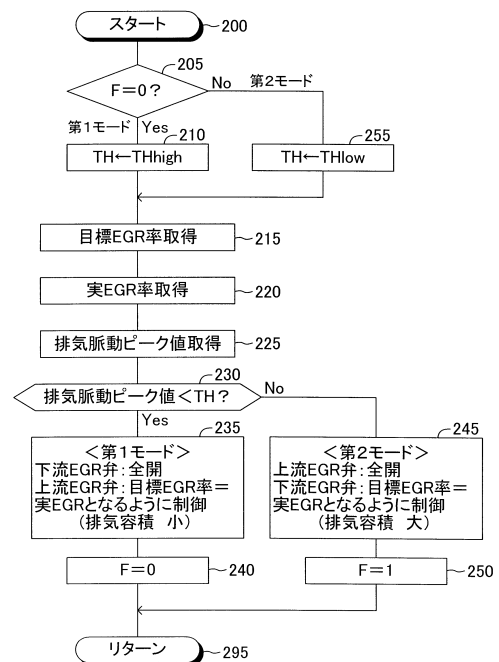 スタート
200
205
F=0?
No
第2モード
第1モード
Yes
210
TH←THhigh
255
TH←THlow
目標EGR率取得
215
実EGR率取得
220
排気脈動ピーク値取得
225
230
排気脈動ピーク値<TH?
No
Yes
235
<第1モード>
下流EGR弁:全開
上流EGR弁:目標EGR率=
実EGRとなるように制御
(排気容積 小)
245
<第2モード>
上流EGR弁:全開
下流EGR弁:目標EGR率=
実EGRとなるように制御
(排気容積 大)
F=0
240
F=1
250
リターン
295